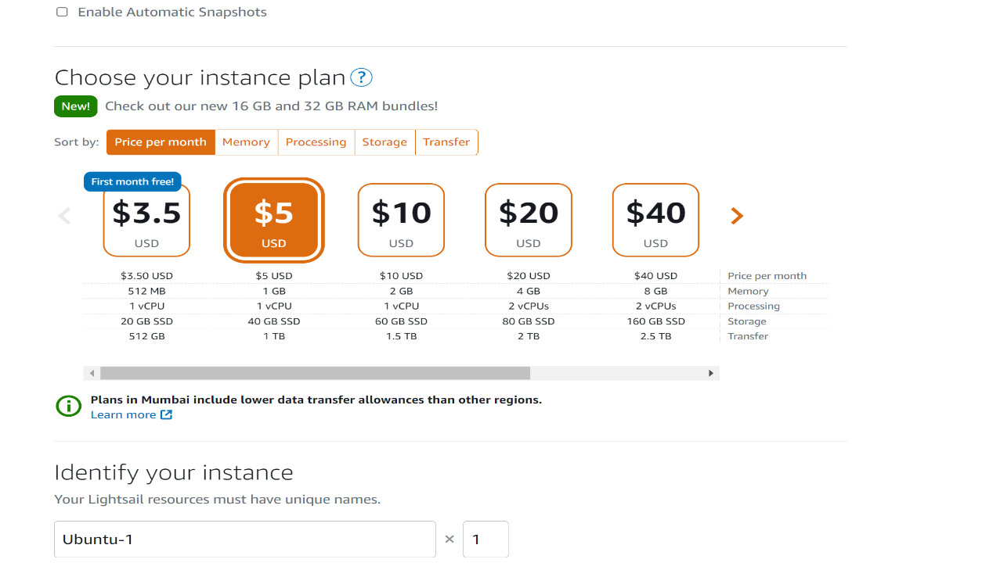 Enable Automatic Snapshots
Choose your instance plan ?
New! Check out our new 16 GB and 32 GB RAM bundles!
Sort by: Price per month Memory Processing Storage Transfer
First month free!
$3.5 $5 $10 $20 $40
USD USD USD USD USD
$3.50 USD $5 USD $10 USD $20 USD $40 USD Price per month
512 MB 1 GB 2 GB 4 GB 8 GB Memory
1 vCPU 1 vCPU 1 vCPU 2 vCPUs 2 vCPUs Processing
20 GB SSD 40 GB SSD 60 GB SSD 80 GB SSD 160 GB SSD Storage
512 GB 1 TB 1.5 TB 2 TB 2.5 TB Transfer
Plans in Mumbai include lower data transfer allowances than other regions.
Learn more
Identify your instance
Your Lightsail resources must have unique names.
Ubuntu-1 × 1